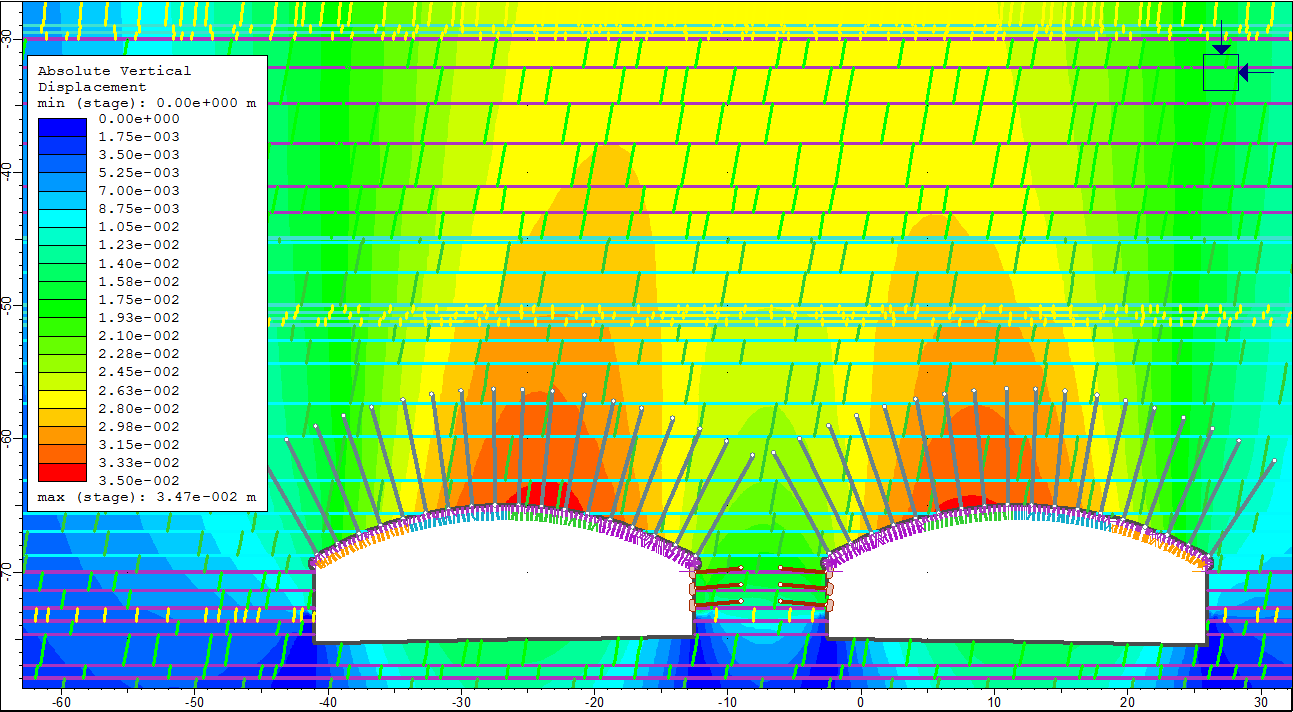 Absolute Vertical
Displacement
min (stage): 0.00e+000 m
0.00e+000
1.75e-003
3.50e-003
5.25e-003
7.00e-003
8.75e-003
1.05e-002
1.23e-002
1.40e-002
1.58e-002
1.75e-002
1.93e-002
2.10e-002
2.28e-002
2.45e-002
2.63e-002
2.80e-002
2.98e-002
3.15e-002
3.33e-002
3.50e-002
max (stage): 3.47e-002 m
-30
-40
-50
-60
-70
-60 -50 -40 -30 -20 -10 0 10 20 30